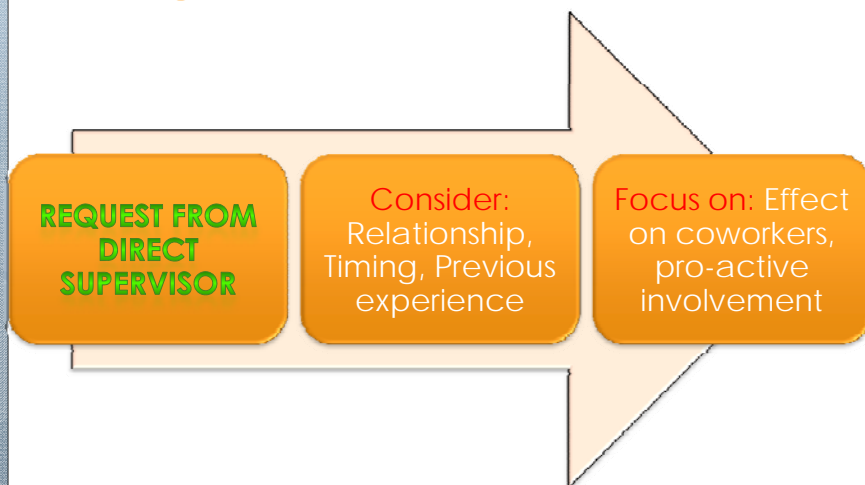 REQUEST FROM
DIRECT
SUPERVISOR
Consider:
Relationship,
Timing, Previous
experience
Focus on: Effect
on coworkers,
pro-active
involvement